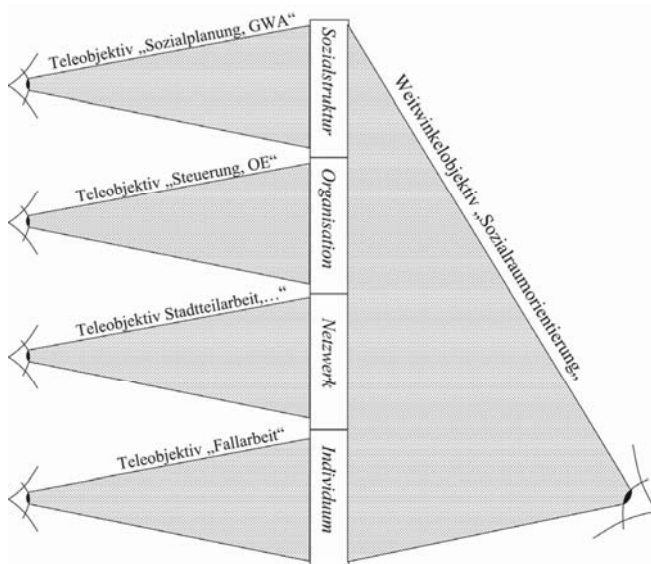 Teleobjektiv „Sozialplanung, GWA“
Sozialstruktur
Teleobjektiv „Steuerung, OE“
Organisation
Teleobjektiv Stadtteilarbeit,…“
Netzwerk
Teleobjektiv „Fallarbeit“
Individuum
Weitwinkelobjektiv „Sozialraumorientierung„